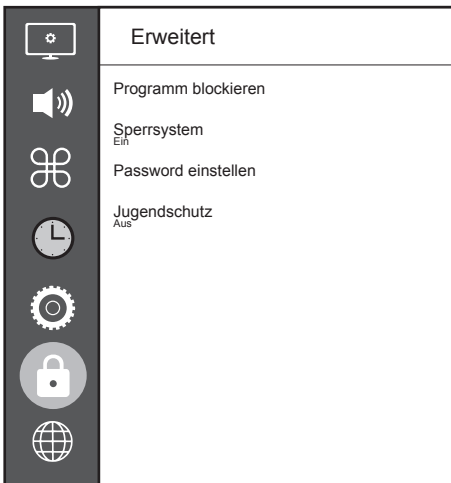 Erweitert
Programm blockieren
Sperrsystem
Ein
Password einstellen
Jugendschutz
Aus